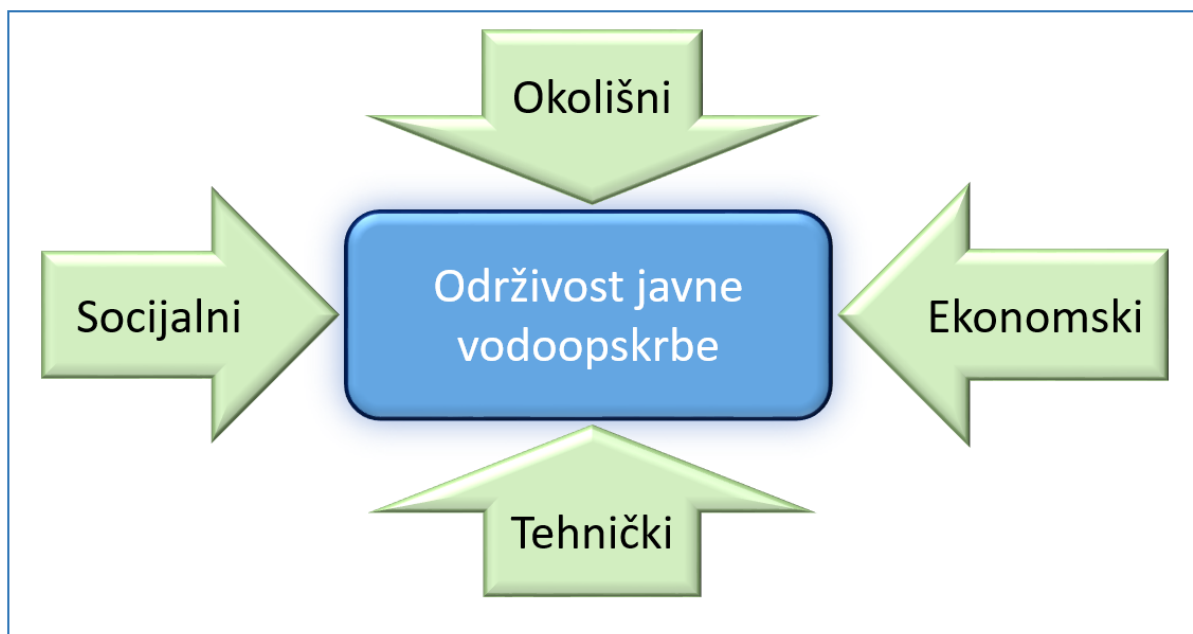 Okolišni
Socijalni
Održivost javne
vodoopskrbe
Ekonomski
Tehnički